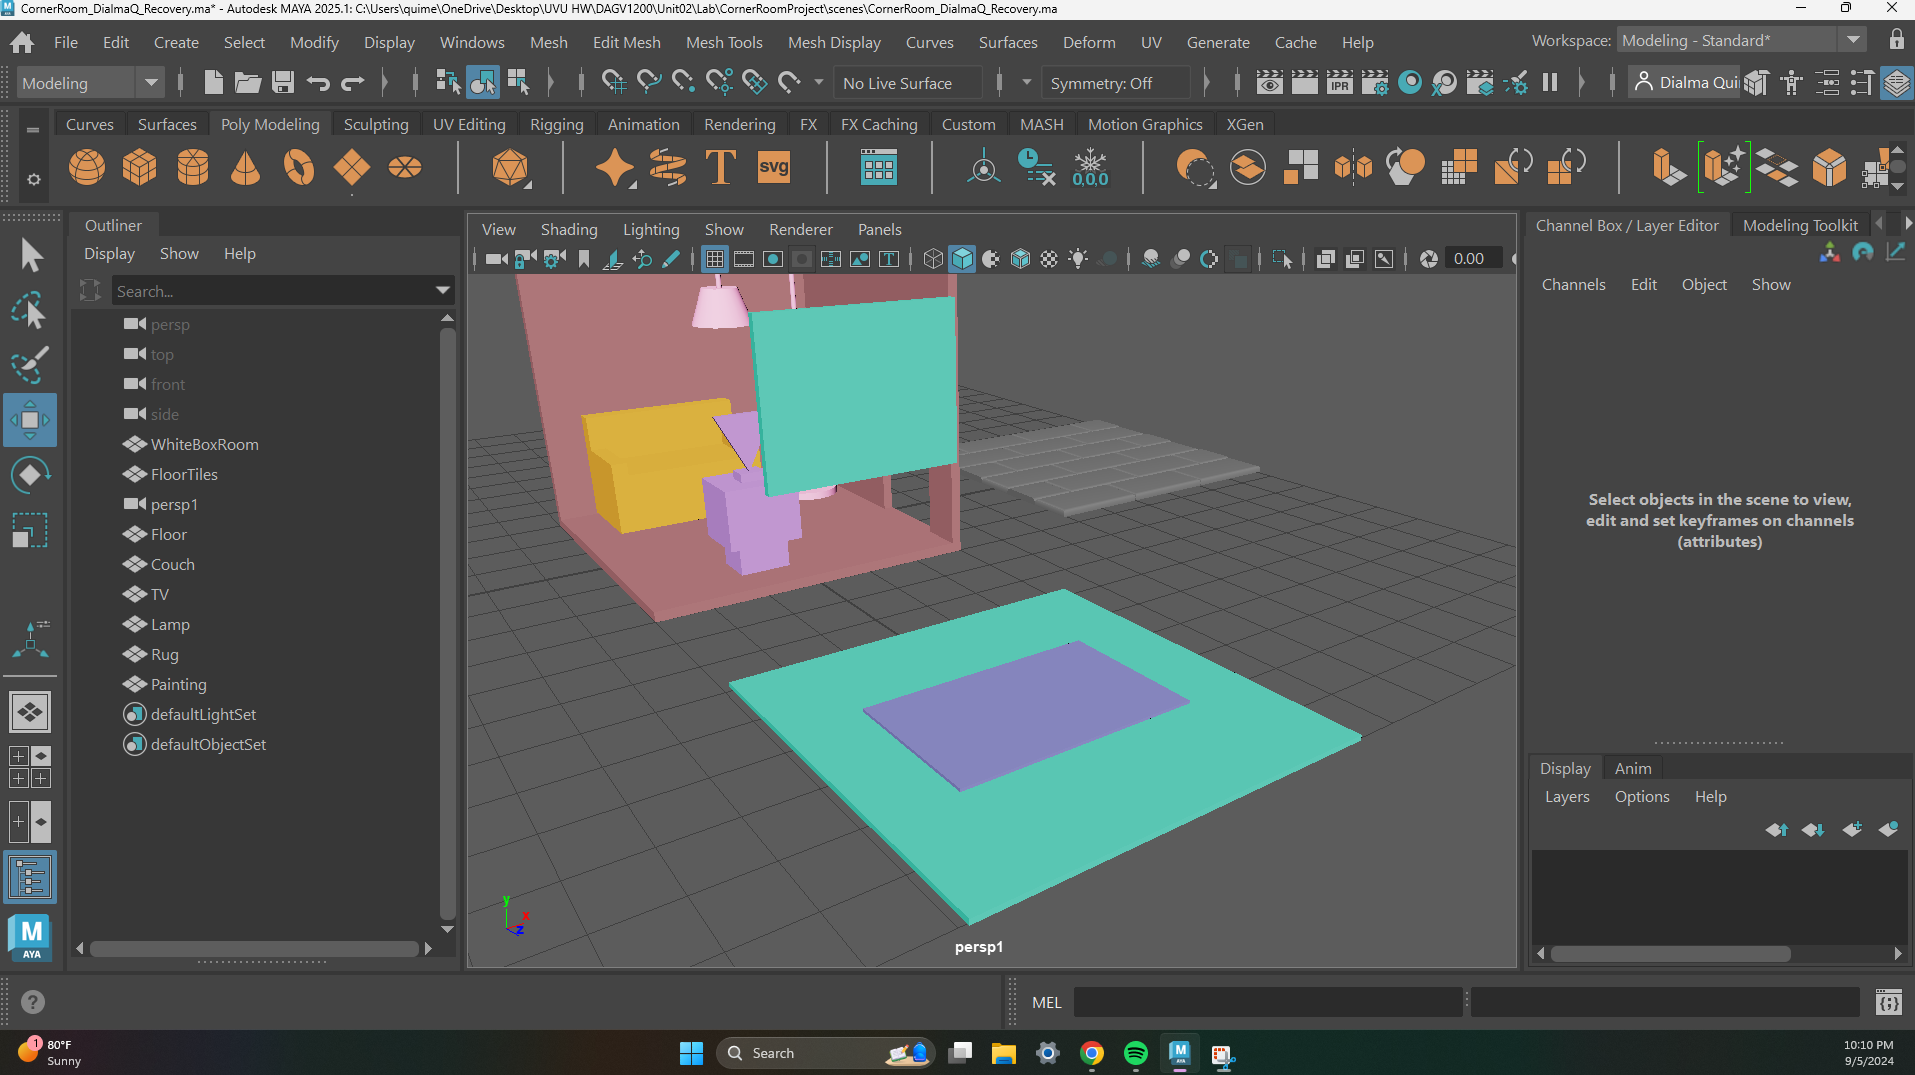 CornerRoom_DialmaQ_Recovery.ma* - Autodesk MAYA 2025.1: C:\Users\quime\OneDrive\Desktop\UVU HW\DAGV1200\Unit02\Lab\CornerRoomProject\scenes\CornerRoom_DialmaQ_Recovery.ma
File Edit Create Select Modify Display Windows Mesh Edit Mesh Mesh Tools Mesh Display Curves Surfaces Deform UV Generate Cache Help Workspace: Modeling - Standard*
Modeling No Live Surface Symmetry: Off IPR Dialma Qui
Curves Surfaces Poly Modeling Sculpting UV Editing Rigging Animation Rendering FX FX Caching Custom MASH Motion Graphics XGen
T svg 0,0,0
Outliner
Display Show Help
Search...
persp
top
front
side
WhiteBoxRoom
FloorTiles
persp1
Floor
Couch
TV
Lamp
Rug
Painting
defaultLightSet
defaultObjectSet
View Shading Lighting Show Renderer Panels
0.00
y
x
z
persp1
Channel Box / Layer Editor Modeling Toolkit
Channels Edit Object Show
Select objects in the scene to view,
edit and set keyframes on channels
(attributes)
Display Anim
Layers Options Help
M
AYA
MEL
1
80°F
Sunny
Search
10:10 PM
9/5/2024